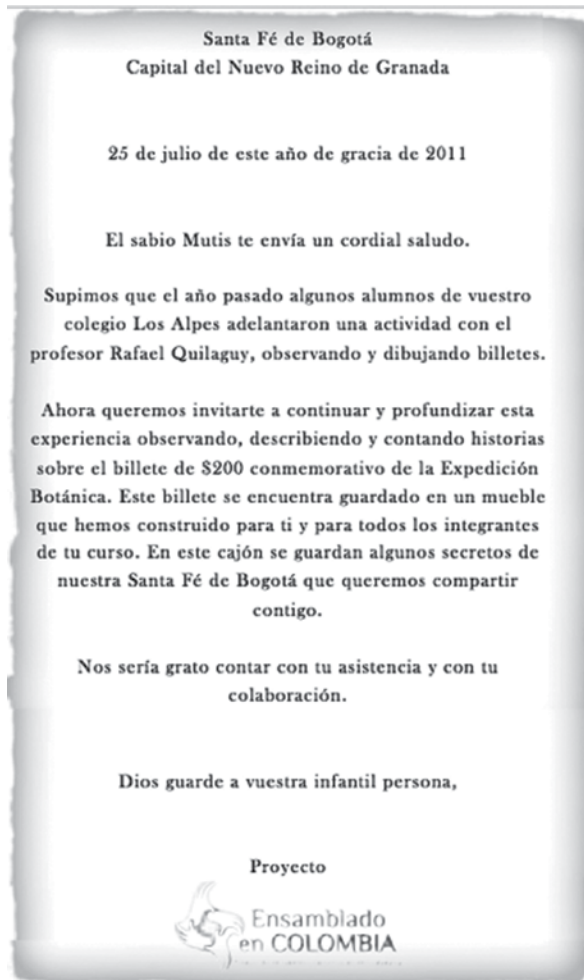 Santa Fé de Bogotá
Capital del Nuevo Reino de Granada
25 de julio de este año de gracia de 2011
El sabio Mutis te envía un cordial saludo.
Supimos que el año pasado algunos alumnos de vuestro
colegio Los Alpes adelantaron una actividad con el
profesor Rafael Quilaguy, observando y dibujando billetes.
Ahora queremos invitarte a continuar y profundizar esta
experiencia observando, describiendo y contando historias
sobre el billete de $200 conmemorativo de la Expedición
Botánica. Este billete se encuentra guardado en un mueble
que hemos construido para ti y para todos los integrantes
de tu curso. En este cajón se guardan algunos secretos de
nuestra Santa Fé de Bogotá que queremos compartir
contigo.
Nos sería grato contar con tu asistencia y con tu
colaboración.
Dios guarde a vuestra infantil persona,
Proyecto
Ensamblado
en COLOMBIA